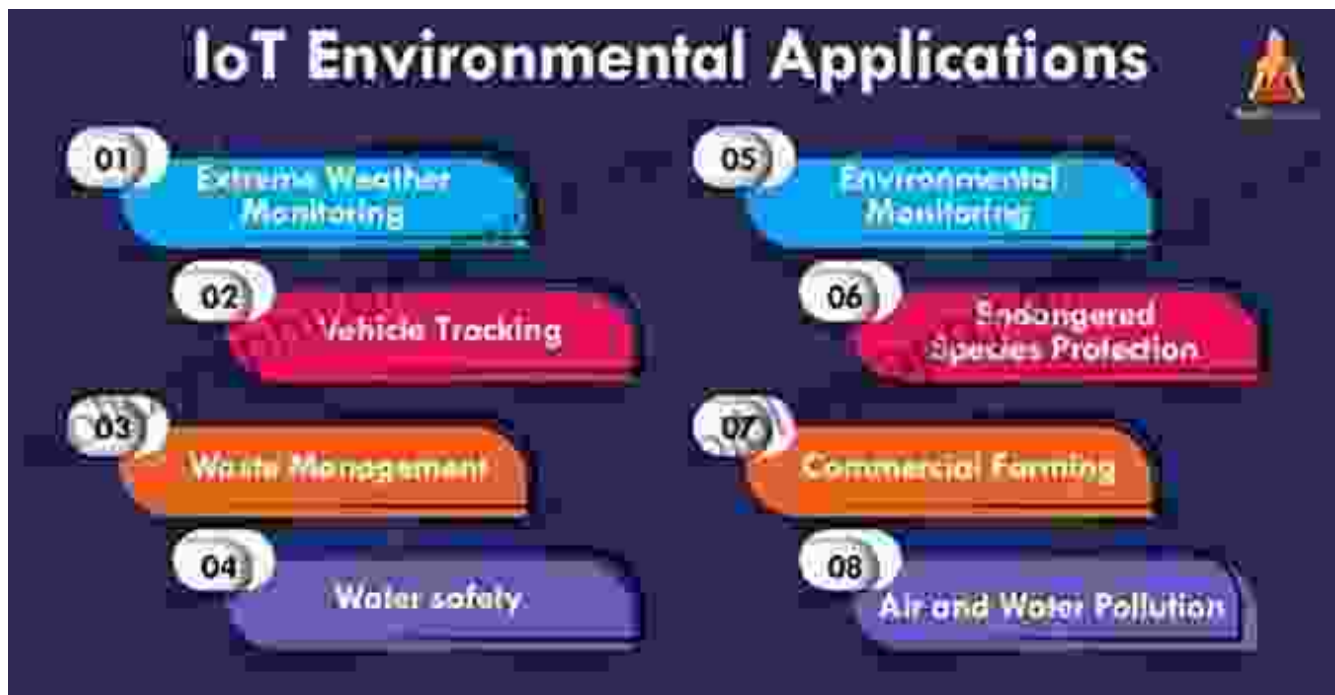 IoT Environmental Applications
01
Extreme Weather
Monitoring
02
Vehicle Tracking
03
Waste Management
04
Water safety
05
Environmental
Monitoring
06
Endangered
Species Protection
07
Commercial Farming
08
Air and Water Pollution